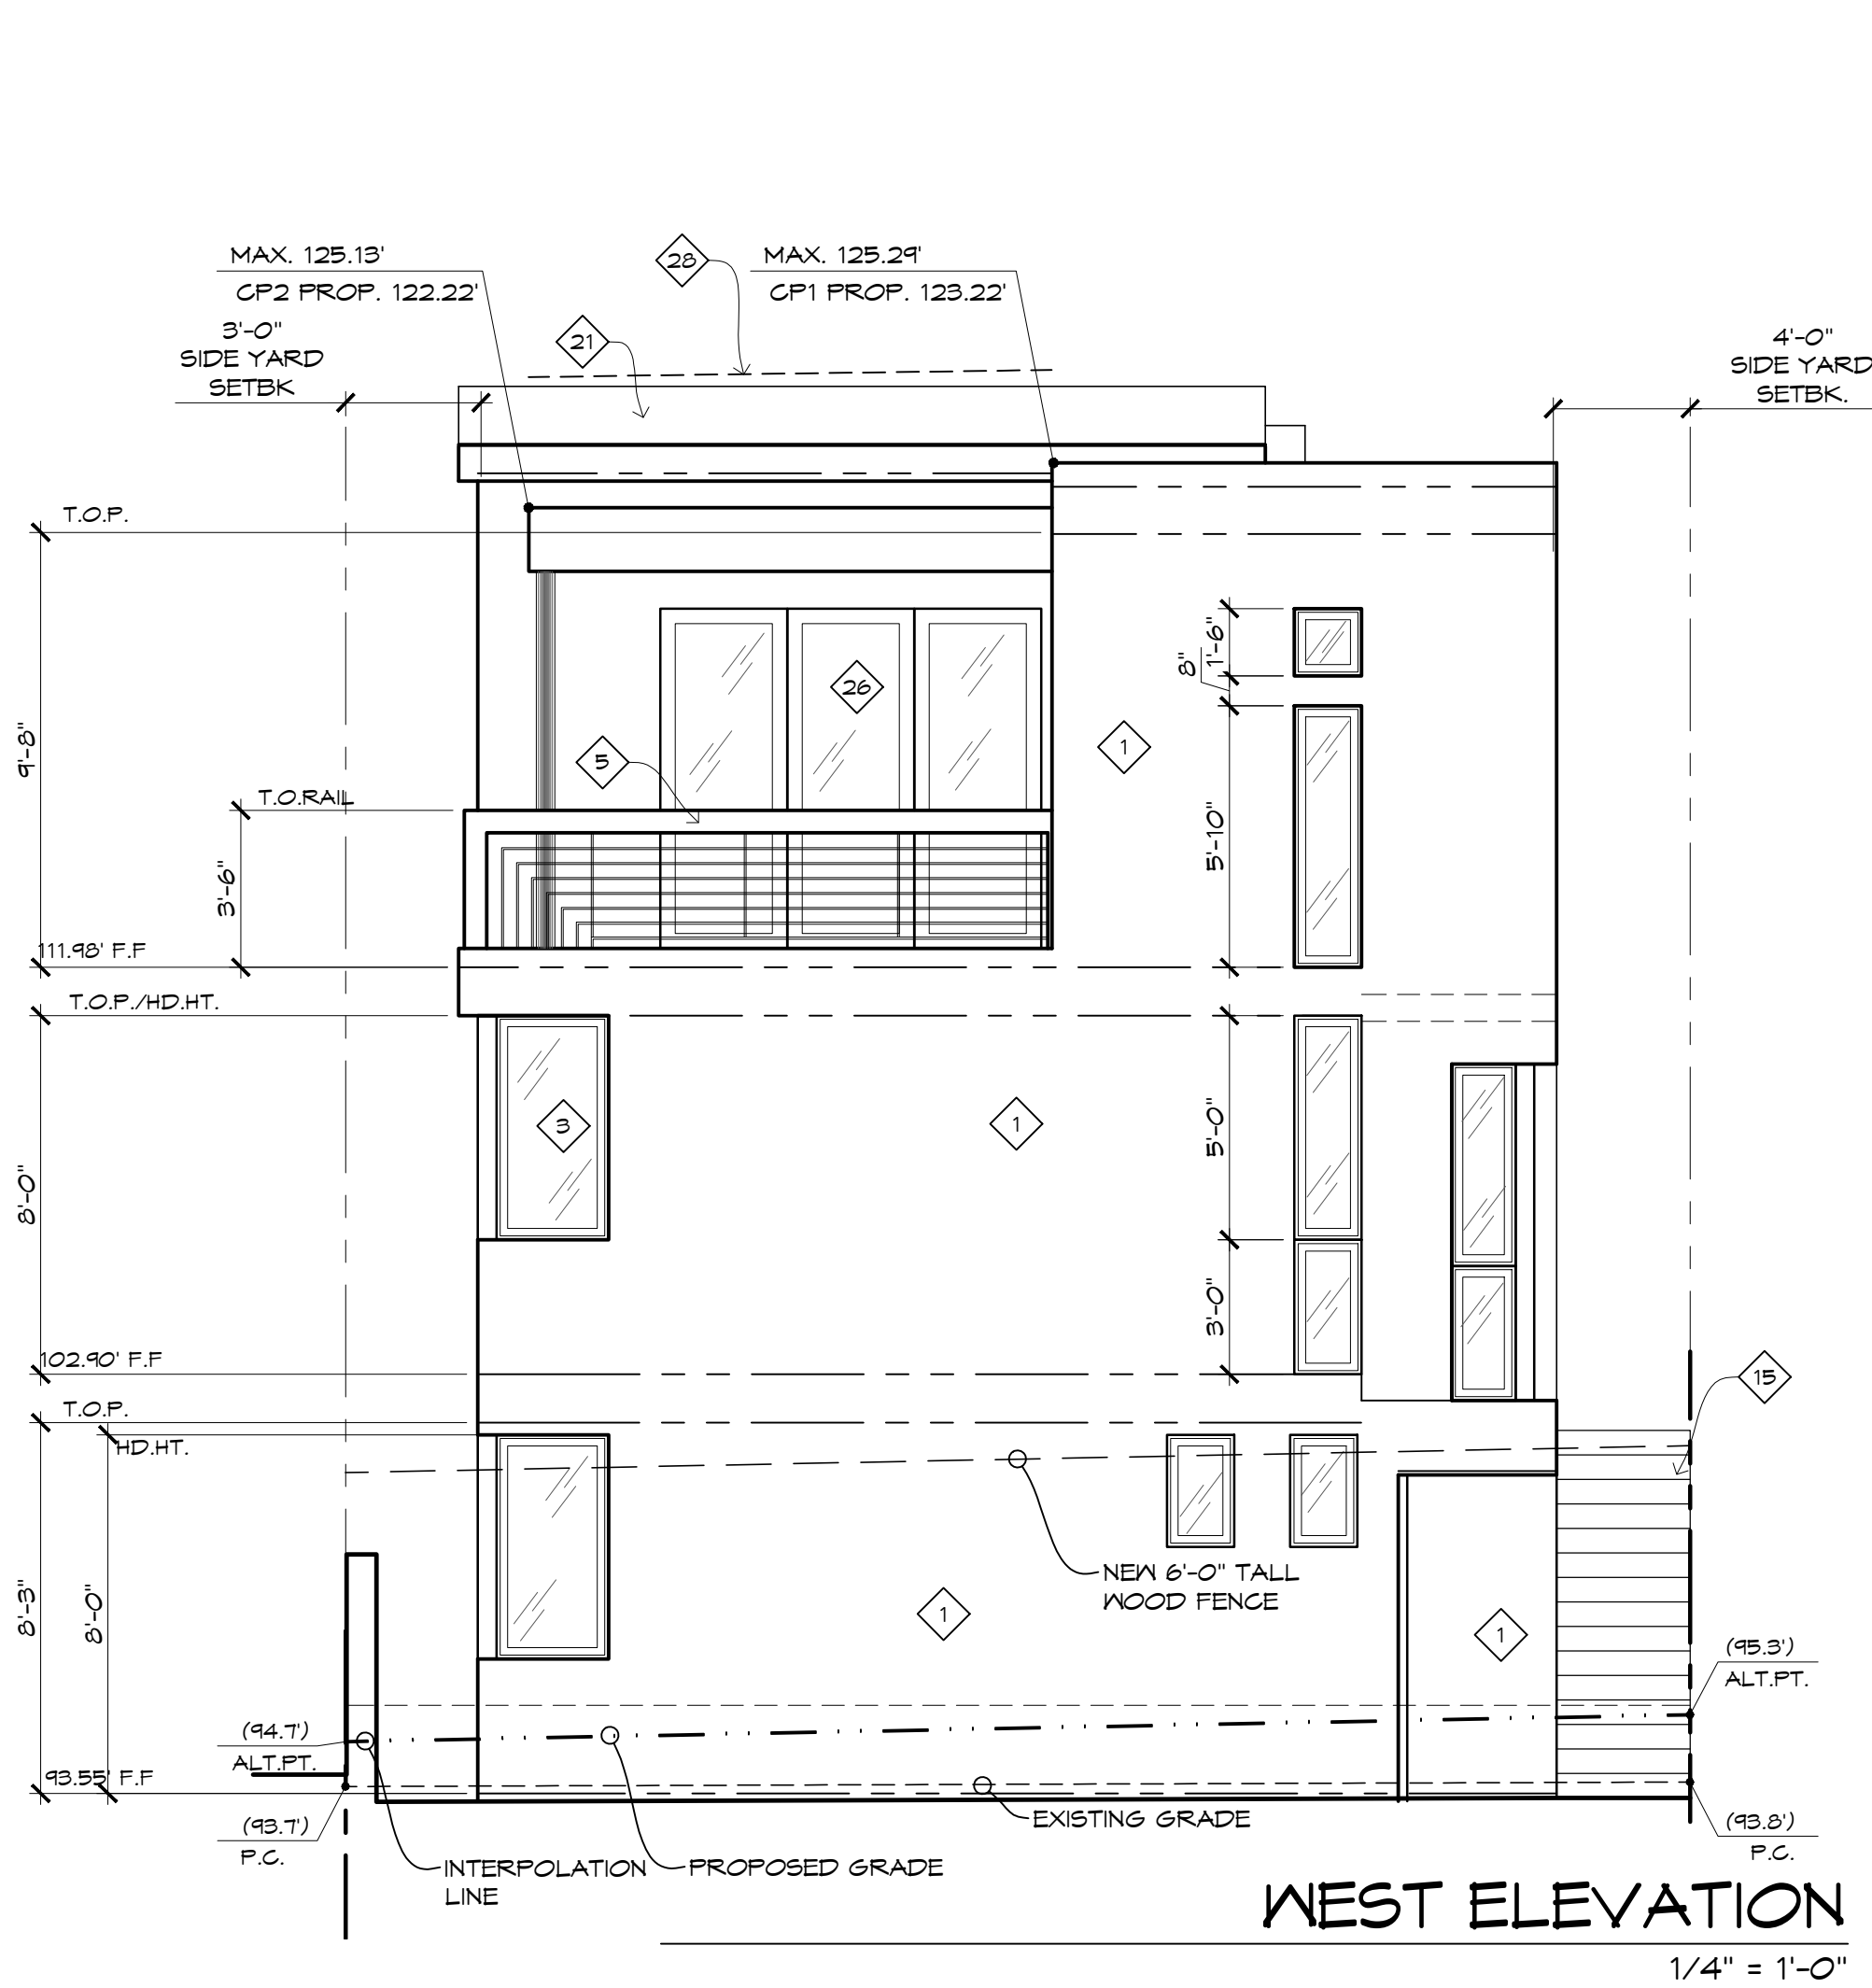 MAX. 125.13'
CP2 PROP. 122.22'
28
MAX. 125.29'
CP1 PROP. 123.22'
3'-0"
SIDE YARD
SETBK
21
4'-0"
SIDE YARD
SETBK.
T.O.P.
1'-6"
8"
26
1
5
9'-8"
T.O.RAIL
5'-10"
3'-6"
111.98' F.F
T.O.P./HD.HT.
3
1
5'-0"
8'-0"
3'-0"
102.90' F.F
15
T.O.P.
HD.HT.
NEW 6'-0" TALL
WOOD FENCE
8'-3"
8'-0"
1
1
(95.3')
ALT.PT.
(94.7')
ALT.PT.
93.55' F.F
(93.7')
P.C.
EXISTING GRADE
(93.8')
P.C.
INTERPOLATION
LINE
PROPOSED GRADE
WEST ELEVATION
1/4" = 1'-0"